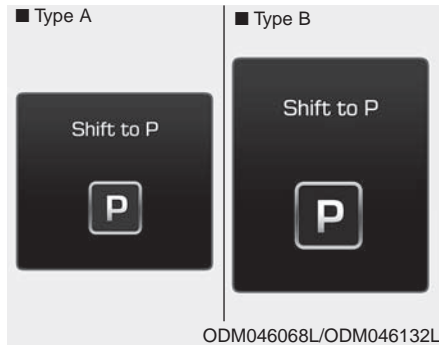 ■ Type A
Shift to P
P
■ Type B
Shift to P
P
ODM046068L/ODM046132L